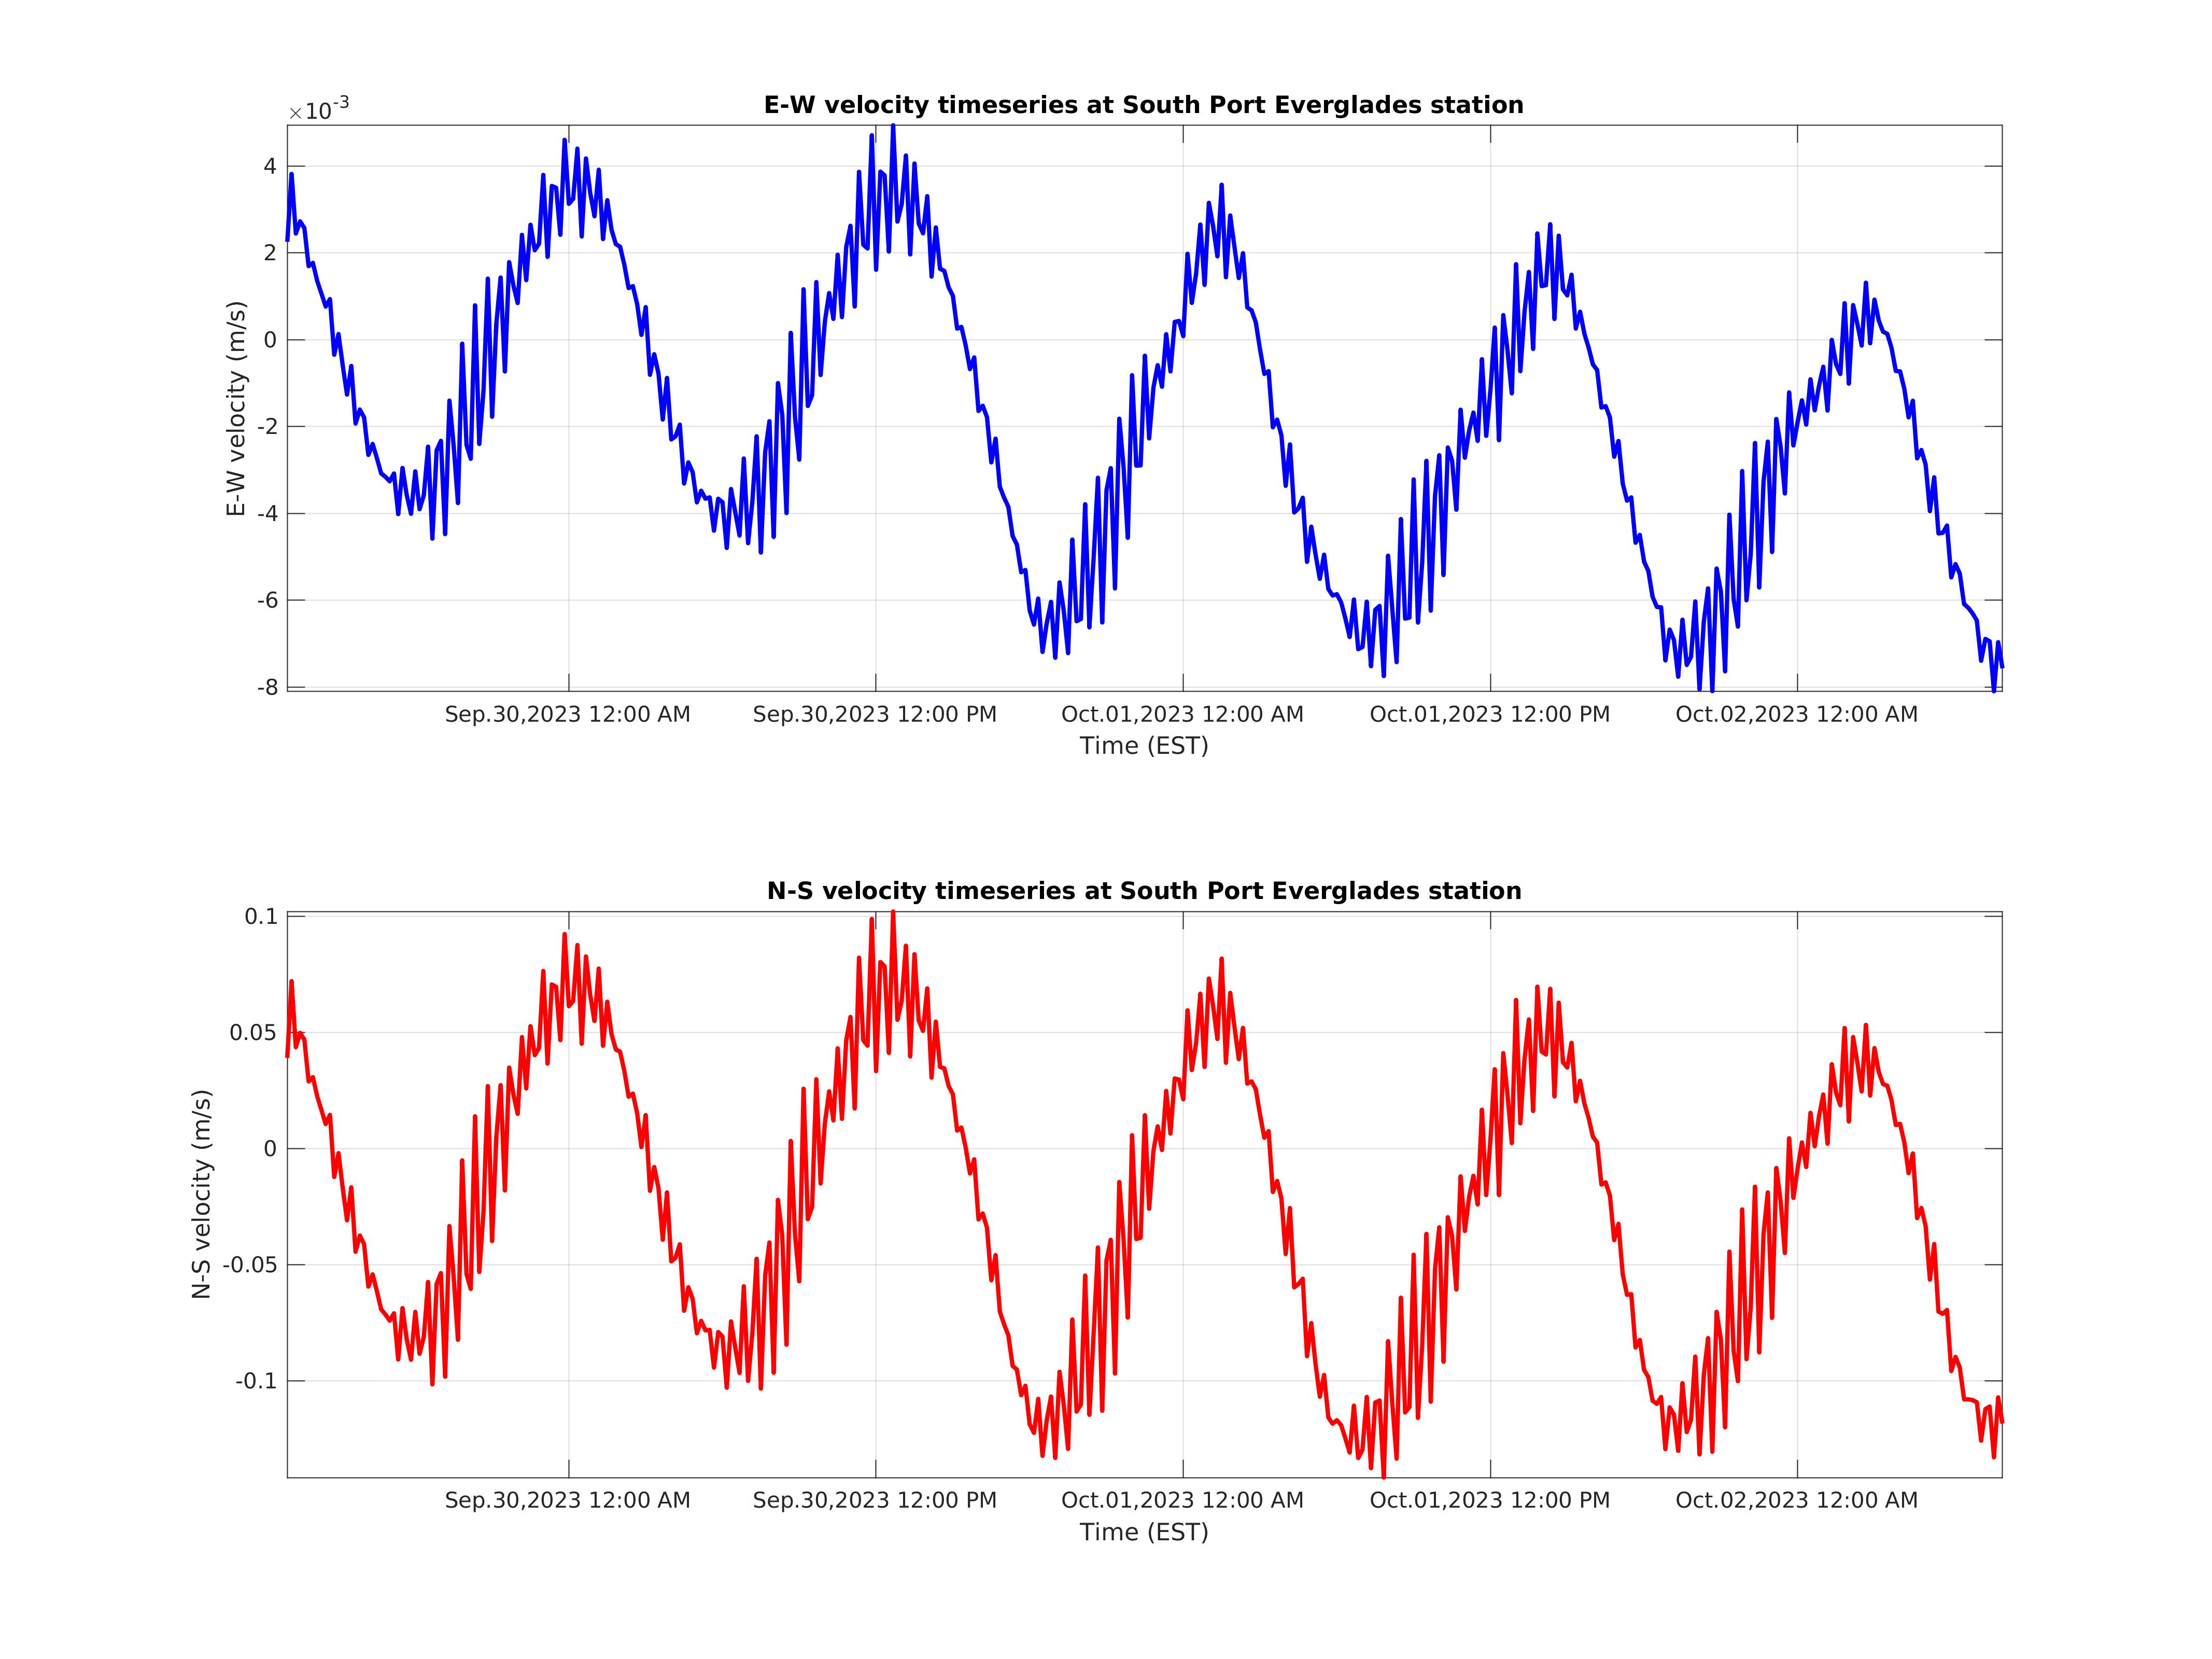 E-W velocity timeseries at South Port Everglades station
×10-3
4
2
0
-2
-4
-6
-8
E-W velocity (m/s)
Sep.30,2023 12:00 AM Sep.30,2023 12:00 PM Oct.01,2023 12:00 AM Oct.01,2023 12:00 PM Oct.02,2023 12:00 AM
Time (EST)
N-S velocity timeseries at South Port Everglades station
0.1
0.05
0
-0.05
-0.1
N-S velocity (m/s)
Sep.30,2023 12:00 AM Sep.30,2023 12:00 PM Oct.01,2023 12:00 AM Oct.01,2023 12:00 PM Oct.02,2023 12:00 AM
Time (EST)